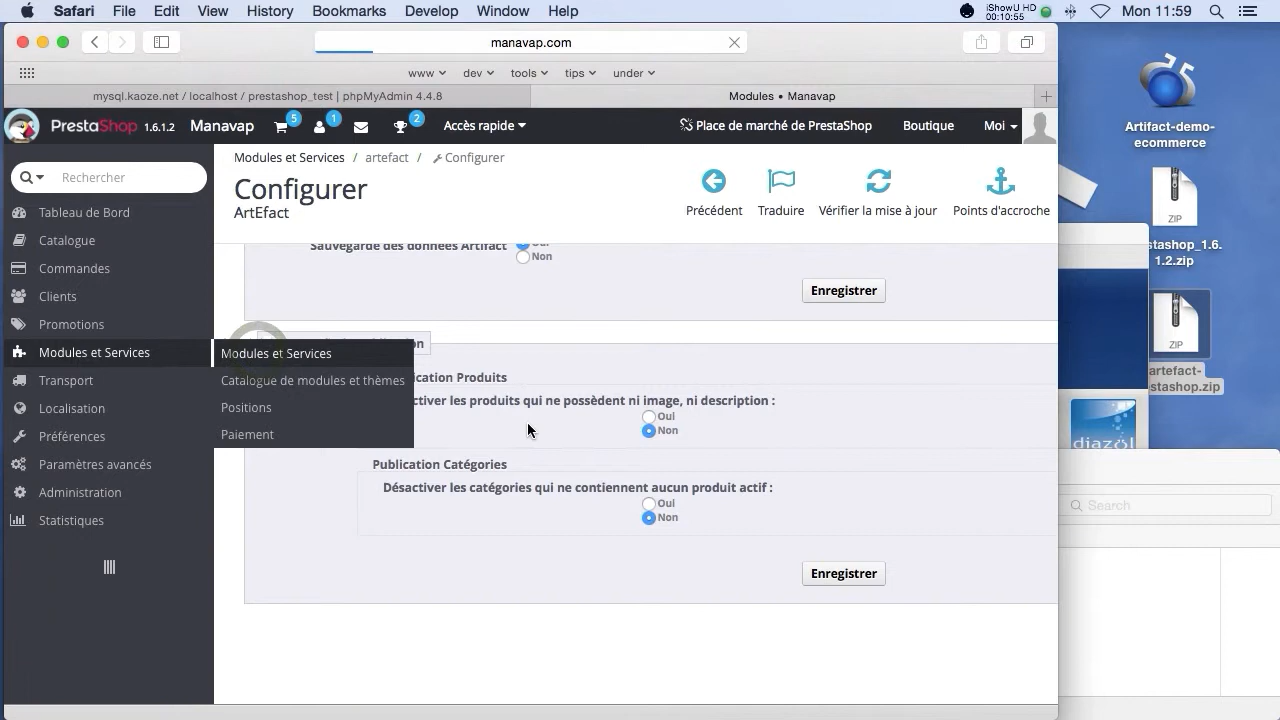 Safari File Edit View History Bookmarks Develop Window Help
iShowU HD
00:10:55
Mon 11:59
manavap.com
www dev tools tips under
mysql.kaoze.net / localhost / prestashop_test | phpMyAdmin 4.4.8
Modules • Manavap
PrestaShop 1.6.1.2 Manavap 5 1 2 Accès rapide
Place de marché de PrestaShop Boutique Moi
Rechercher
Tableau de Bord
Catalogue
Commandes
Clients
Promotions
Modules et Services
Transport
Localisation
Préférences
Paramètres avancés
Administration
Statistiques
Modules et Services
Catalogue de modules et thèmes
Positions
Paiement
Modules et Services / artefact / Configurer
Configurer
ArtEfact
Précédent
Traduire
Vérifier la mise à jour
Points d'accroche
Sauvegarde des données Artifact
Oui
Non
Enregistrer
on
ication Produits
ctiver les produits qui ne possèdent ni image, ni description :
Oui
Non
Publication Catégories
Désactiver les catégories qui ne contiennent aucun produit actif :
Oui
Non
Enregistrer
Artifact-demo-
ecommerce
ZIP
stashop_1.6.
1.2.zip
ZIP
artefact-
stashop.zip
diazol
Search